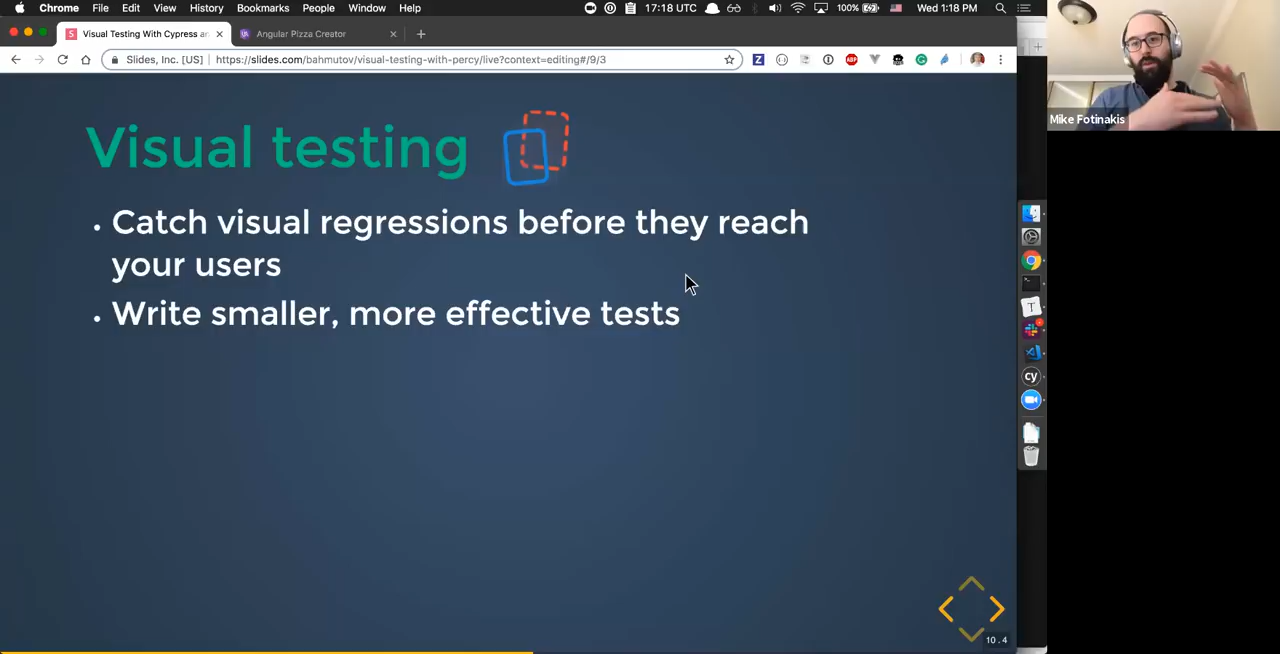 Chrome File Edit View History Bookmarks People Window Help 17:18 UTC 100% Wed 1:18 PM
Visual Testing With Cypress a Angular Pizza Creator
Slides, Inc. [US] https://slides.com/bahmutov/visual-testing-with-percy/live?context=editing#/9/3
Mike Fotinakis
Visual testing
• Catch visual regressions before they reach
your users
• Write smaller, more effective tests
cy
10.4